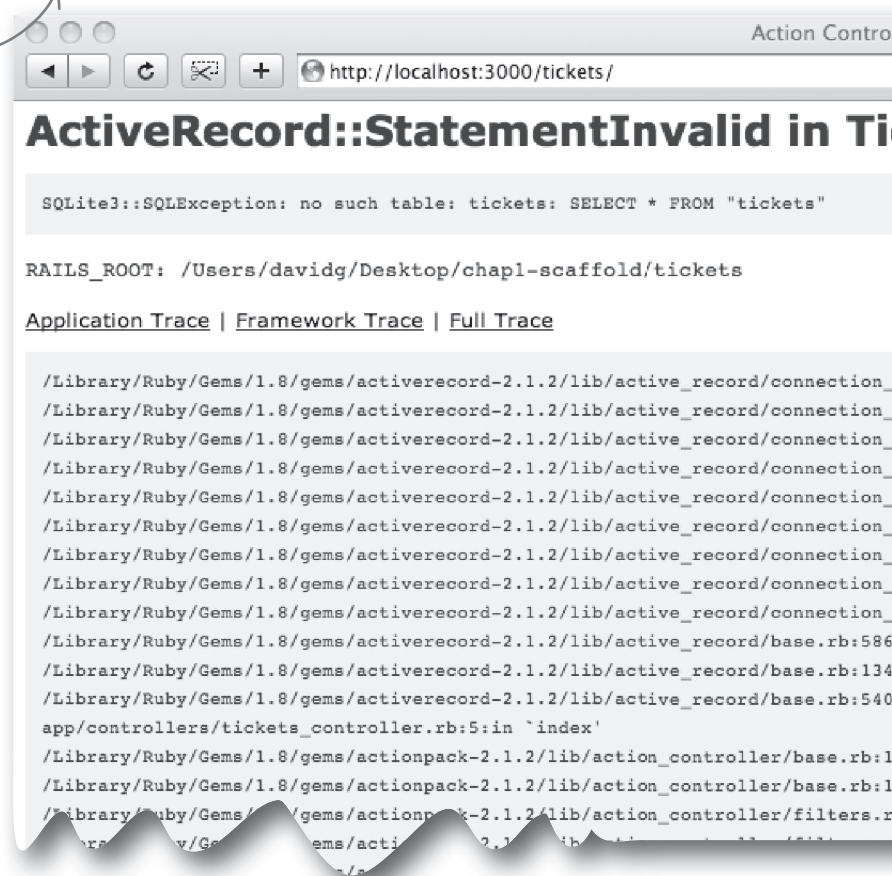 Action Contro
http://localhost:3000/tickets/
ActiveRecord::StatementInvalid in Ti
SQLite3::SQLException: no such table: tickets: SELECT * FROM "tickets"
RAILS_ROOT: /Users/davidg/Desktop/chap1-scaffold/tickets
Application Trace | Framework Trace | Full Trace
/Library/Ruby/Gems/1.8/gems/activerecord-2.1.2/lib/active_record/connection_
/Library/Ruby/Gems/1.8/gems/activerecord-2.1.2/lib/active_record/connection_
/Library/Ruby/Gems/1.8/gems/activerecord-2.1.2/lib/active_record/connection_
/Library/Ruby/Gems/1.8/gems/activerecord-2.1.2/lib/active_record/connection_
/Library/Ruby/Gems/1.8/gems/activerecord-2.1.2/lib/active_record/connection_
/Library/Ruby/Gems/1.8/gems/activerecord-2.1.2/lib/active_record/connection_
/Library/Ruby/Gems/1.8/gems/activerecord-2.1.2/lib/active_record/connection_
/Library/Ruby/Gems/1.8/gems/activerecord-2.1.2/lib/active_record/connection_
/Library/Ruby/Gems/1.8/gems/activerecord-2.1.2/lib/active_record/connection_
/Library/Ruby/Gems/1.8/gems/activerecord-2.1.2/lib/active_record/base.rb:586
/Library/Ruby/Gems/1.8/gems/activerecord-2.1.2/lib/active_record/base.rb:134
/Library/Ruby/Gems/1.8/gems/activerecord-2.1.2/lib/active_record/base.rb:540
app/controllers/tickets_controller.rb:5:in `index'
/Library/Ruby/Gems/1.8/gems/actionpack-2.1.2/lib/action_controller/base.rb:1
/Library/Ruby/Gems/1.8/gems/actionpack-2.1.2/lib/action_controller/base.rb:1
/gems/actionp k-2.1.2/lib/action_controller/filters.r